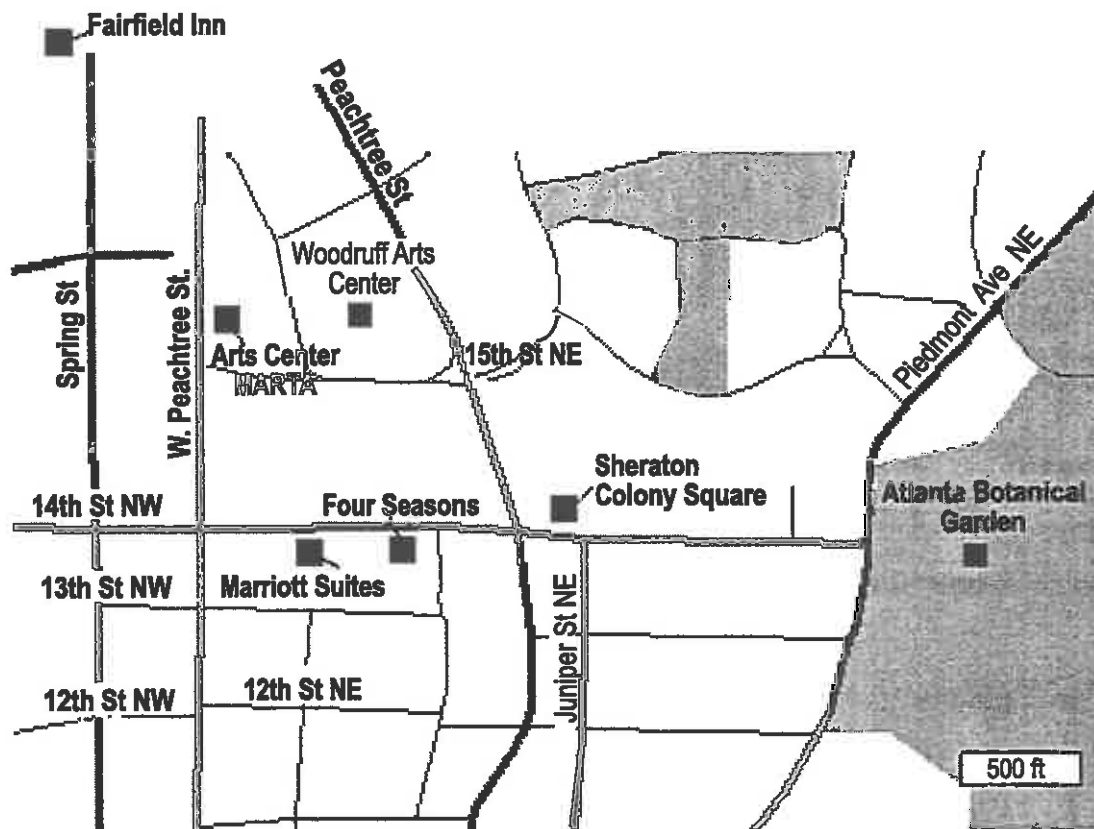 Fairfield Inn
Peachtree St
Woodruff Arts
Center
Piedmont Ave NE
Spring St
W. Peachtree St.
Arts Center
MARTA
15th St NE
Sheraton
Colony Square
14th St NW
Four Seasons
Atlanta Botanical
Garden
Marriott Suites
13th St NW
Juniper St NE
12th St NW
12th St NE
500 ft